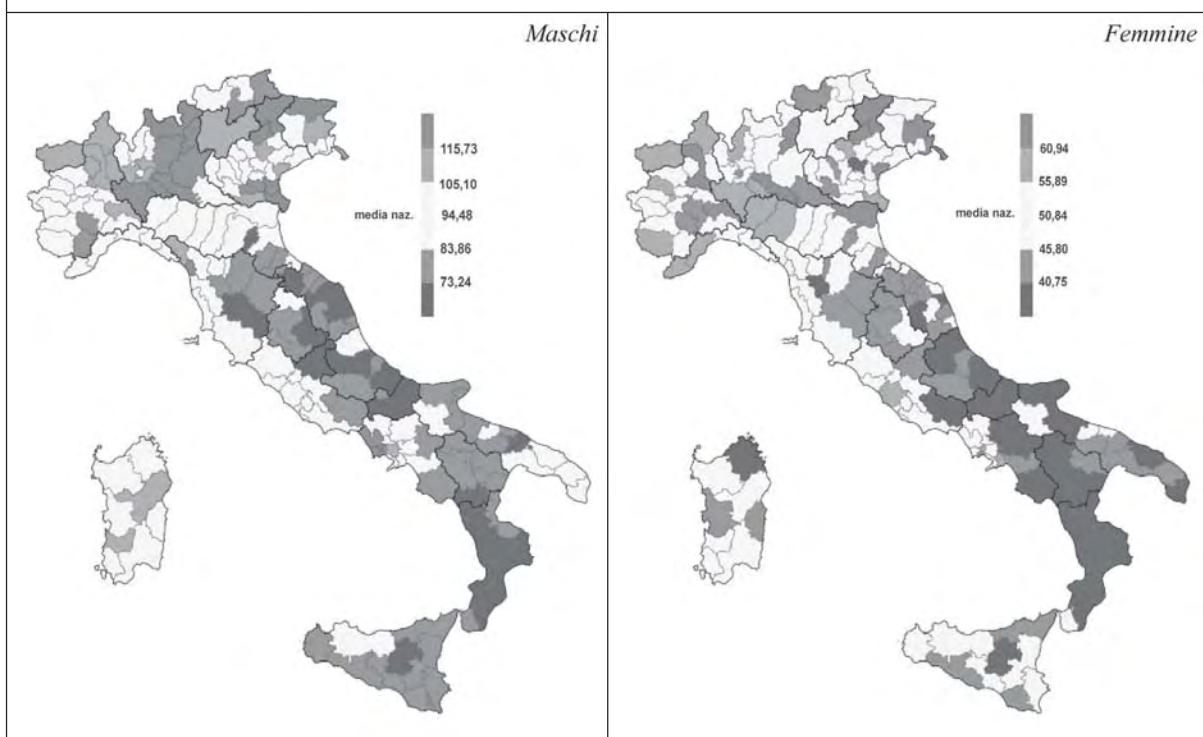 Maschi
115,73
105,10
media naz.
94,48
83,86
73,24
Femmine
60,94
55,89
media naz.
50,84
45,80
40,75